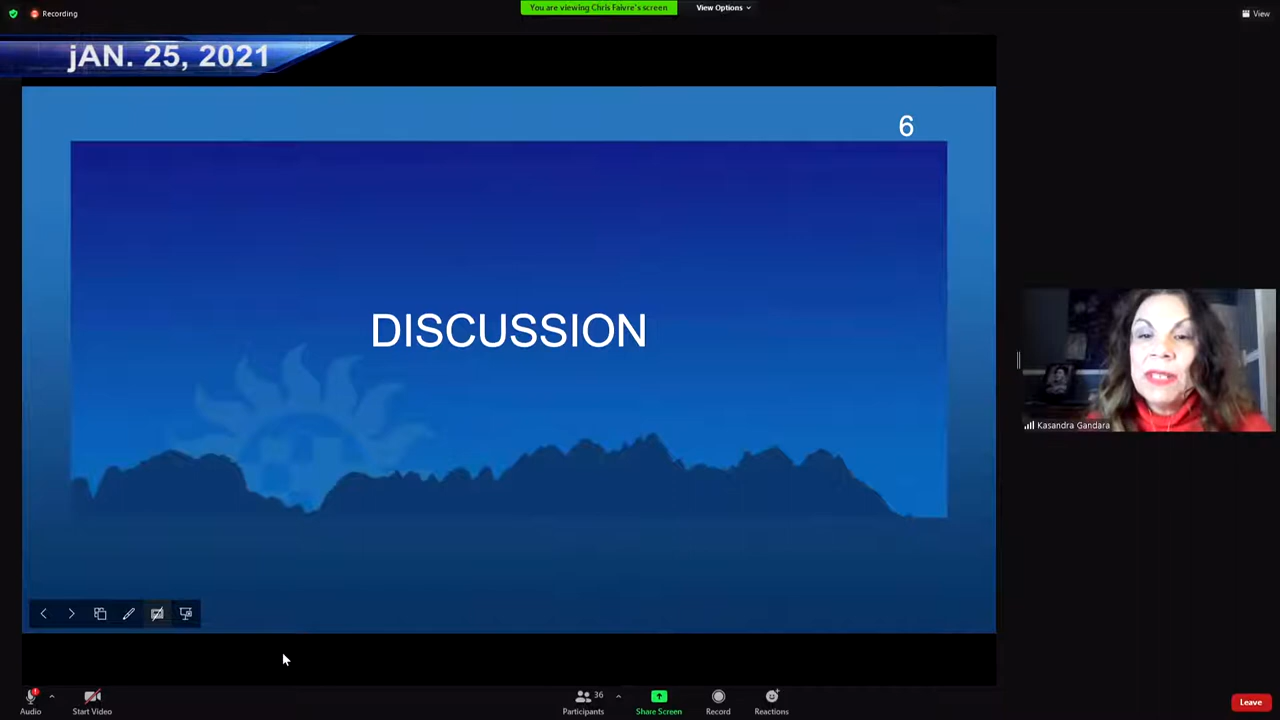 Recording
You are viewing Chris Faivre's screen
View Options
View
jAN. 25, 2021
6
DISCUSSION
Kasandra Gandara
Audio
Start Video
36
Participants
Share Screen
Record
Reactions
Leave